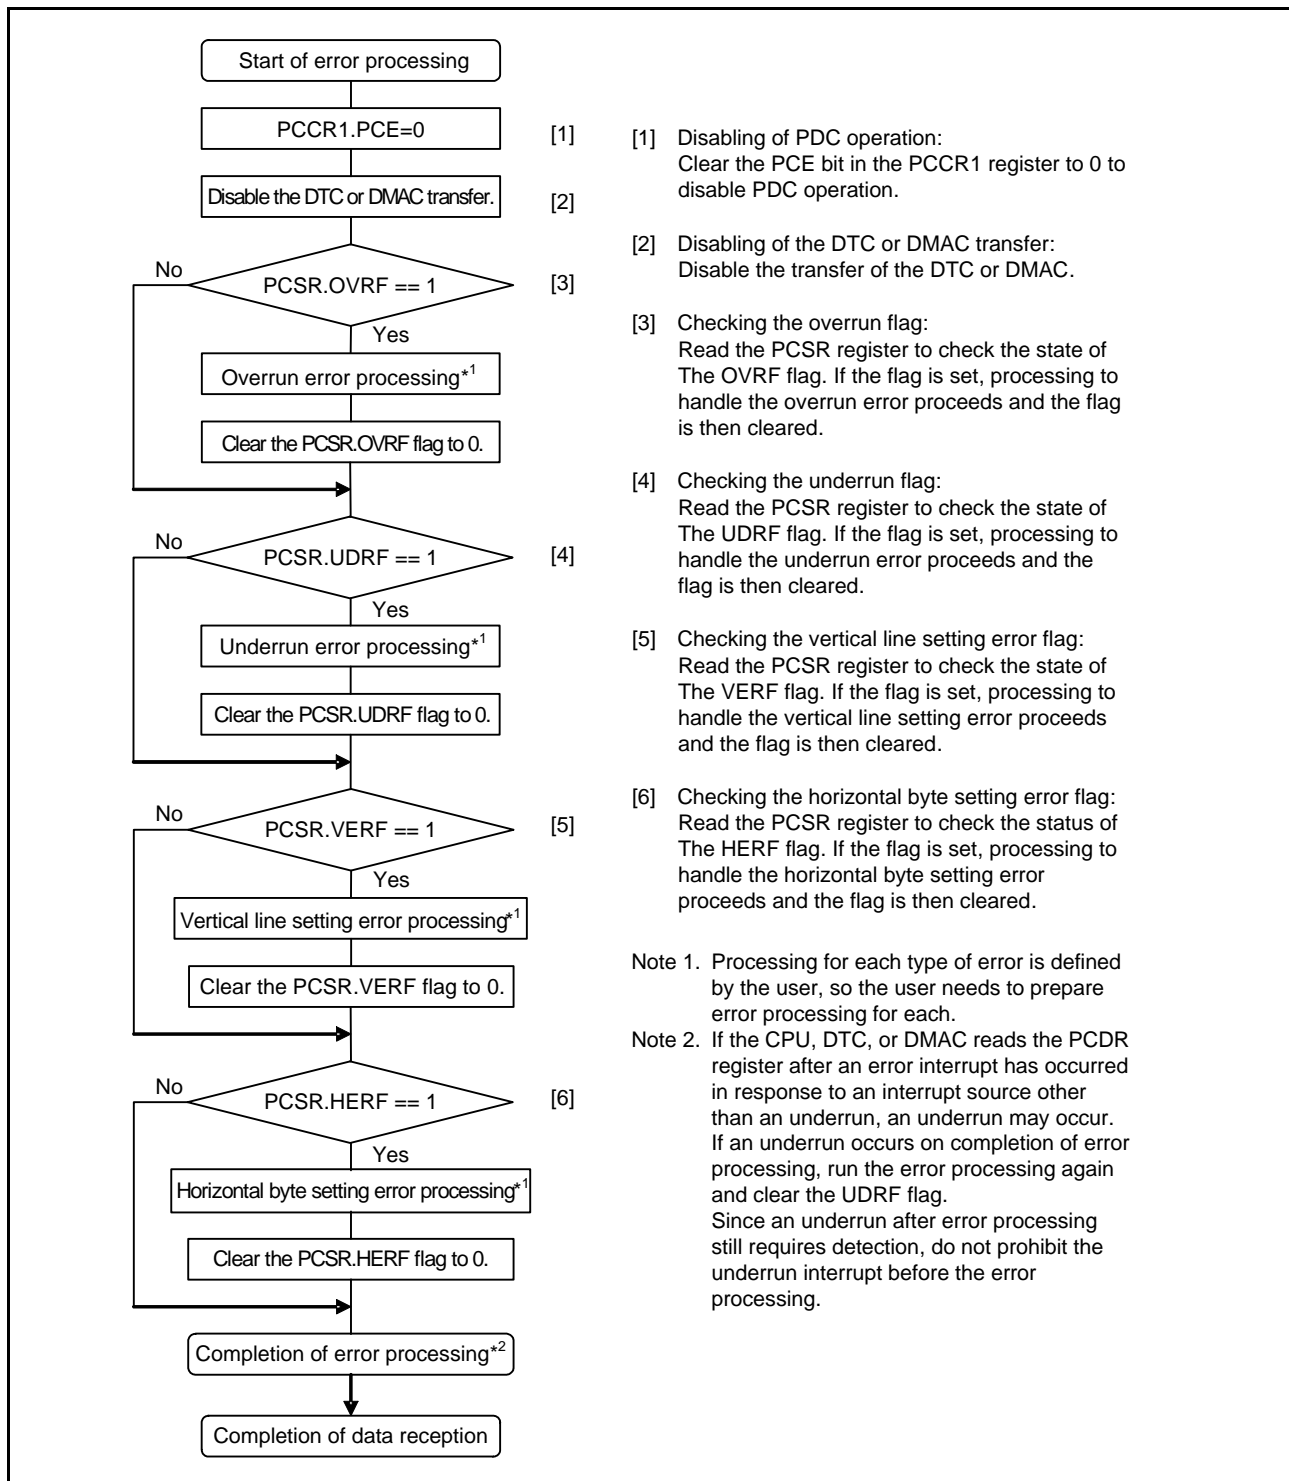 Start of error processing
PCCR1.PCE=0
[1]
Disable the DTC or DMAC transfer.
[2]
No
PCSR.OVRF == 1
[3]
Yes
Overrun error processing*1
Clear the PCSR.OVRF flag to 0.
No
PCSR.UDRF == 1
[4]
Yes
Underrun error processing*1
Clear the PCSR.UDRF flag to 0.
No
PCSR.VERF == 1
[5]
Yes
Vertical line setting error processing*1
Clear the PCSR.VERF flag to 0.
No
PCSR.HERF == 1
[6]
Yes
Horizontal byte setting error processing*1
Clear the PCSR.HERF flag to 0.
Completion of error processing*2
Completion of data reception
[1] Disabling of PDC operation:
Clear the PCE bit in the PCCR1 register to 0 to
disable PDC operation.
[2] Disabling of the DTC or DMAC transfer:
Disable the transfer of the DTC or DMAC.
[3] Checking the overrun flag:
Read the PCSR register to check the state of
The OVRF flag. If the flag is set, processing to
handle the overrun error proceeds and the flag
is then cleared.
[4] Checking the underrun flag:
Read the PCSR register to check the state of
The UDRF flag. If the flag is set, processing to
handle the underrun error proceeds and the
flag is then cleared.
[5] Checking the vertical line setting error flag:
Read the PCSR register to check the state of
The VERF flag. If the flag is set, processing to
handle the vertical line setting error proceeds
and the flag is then cleared.
[6] Checking the horizontal byte setting error flag:
Read the PCSR register to check the status of
The HERF flag. If the flag is set, processing to
handle the horizontal byte setting error
proceeds and the flag is then cleared.
Note 1. Processing for each type of error is defined
by the user, so the user needs to prepare
error processing for each.
Note 2. If the CPU, DTC, or DMAC reads the PCDR
register after an error interrupt has occurred
in response to an interrupt source other
than an underrun, an underrun may occur.
If an underrun occurs on completion of error
processing, run the error processing again
and clear the UDRF flag.
Since an underrun after error processing
still requires detection, do not prohibit the
underrun interrupt before the error
processing.